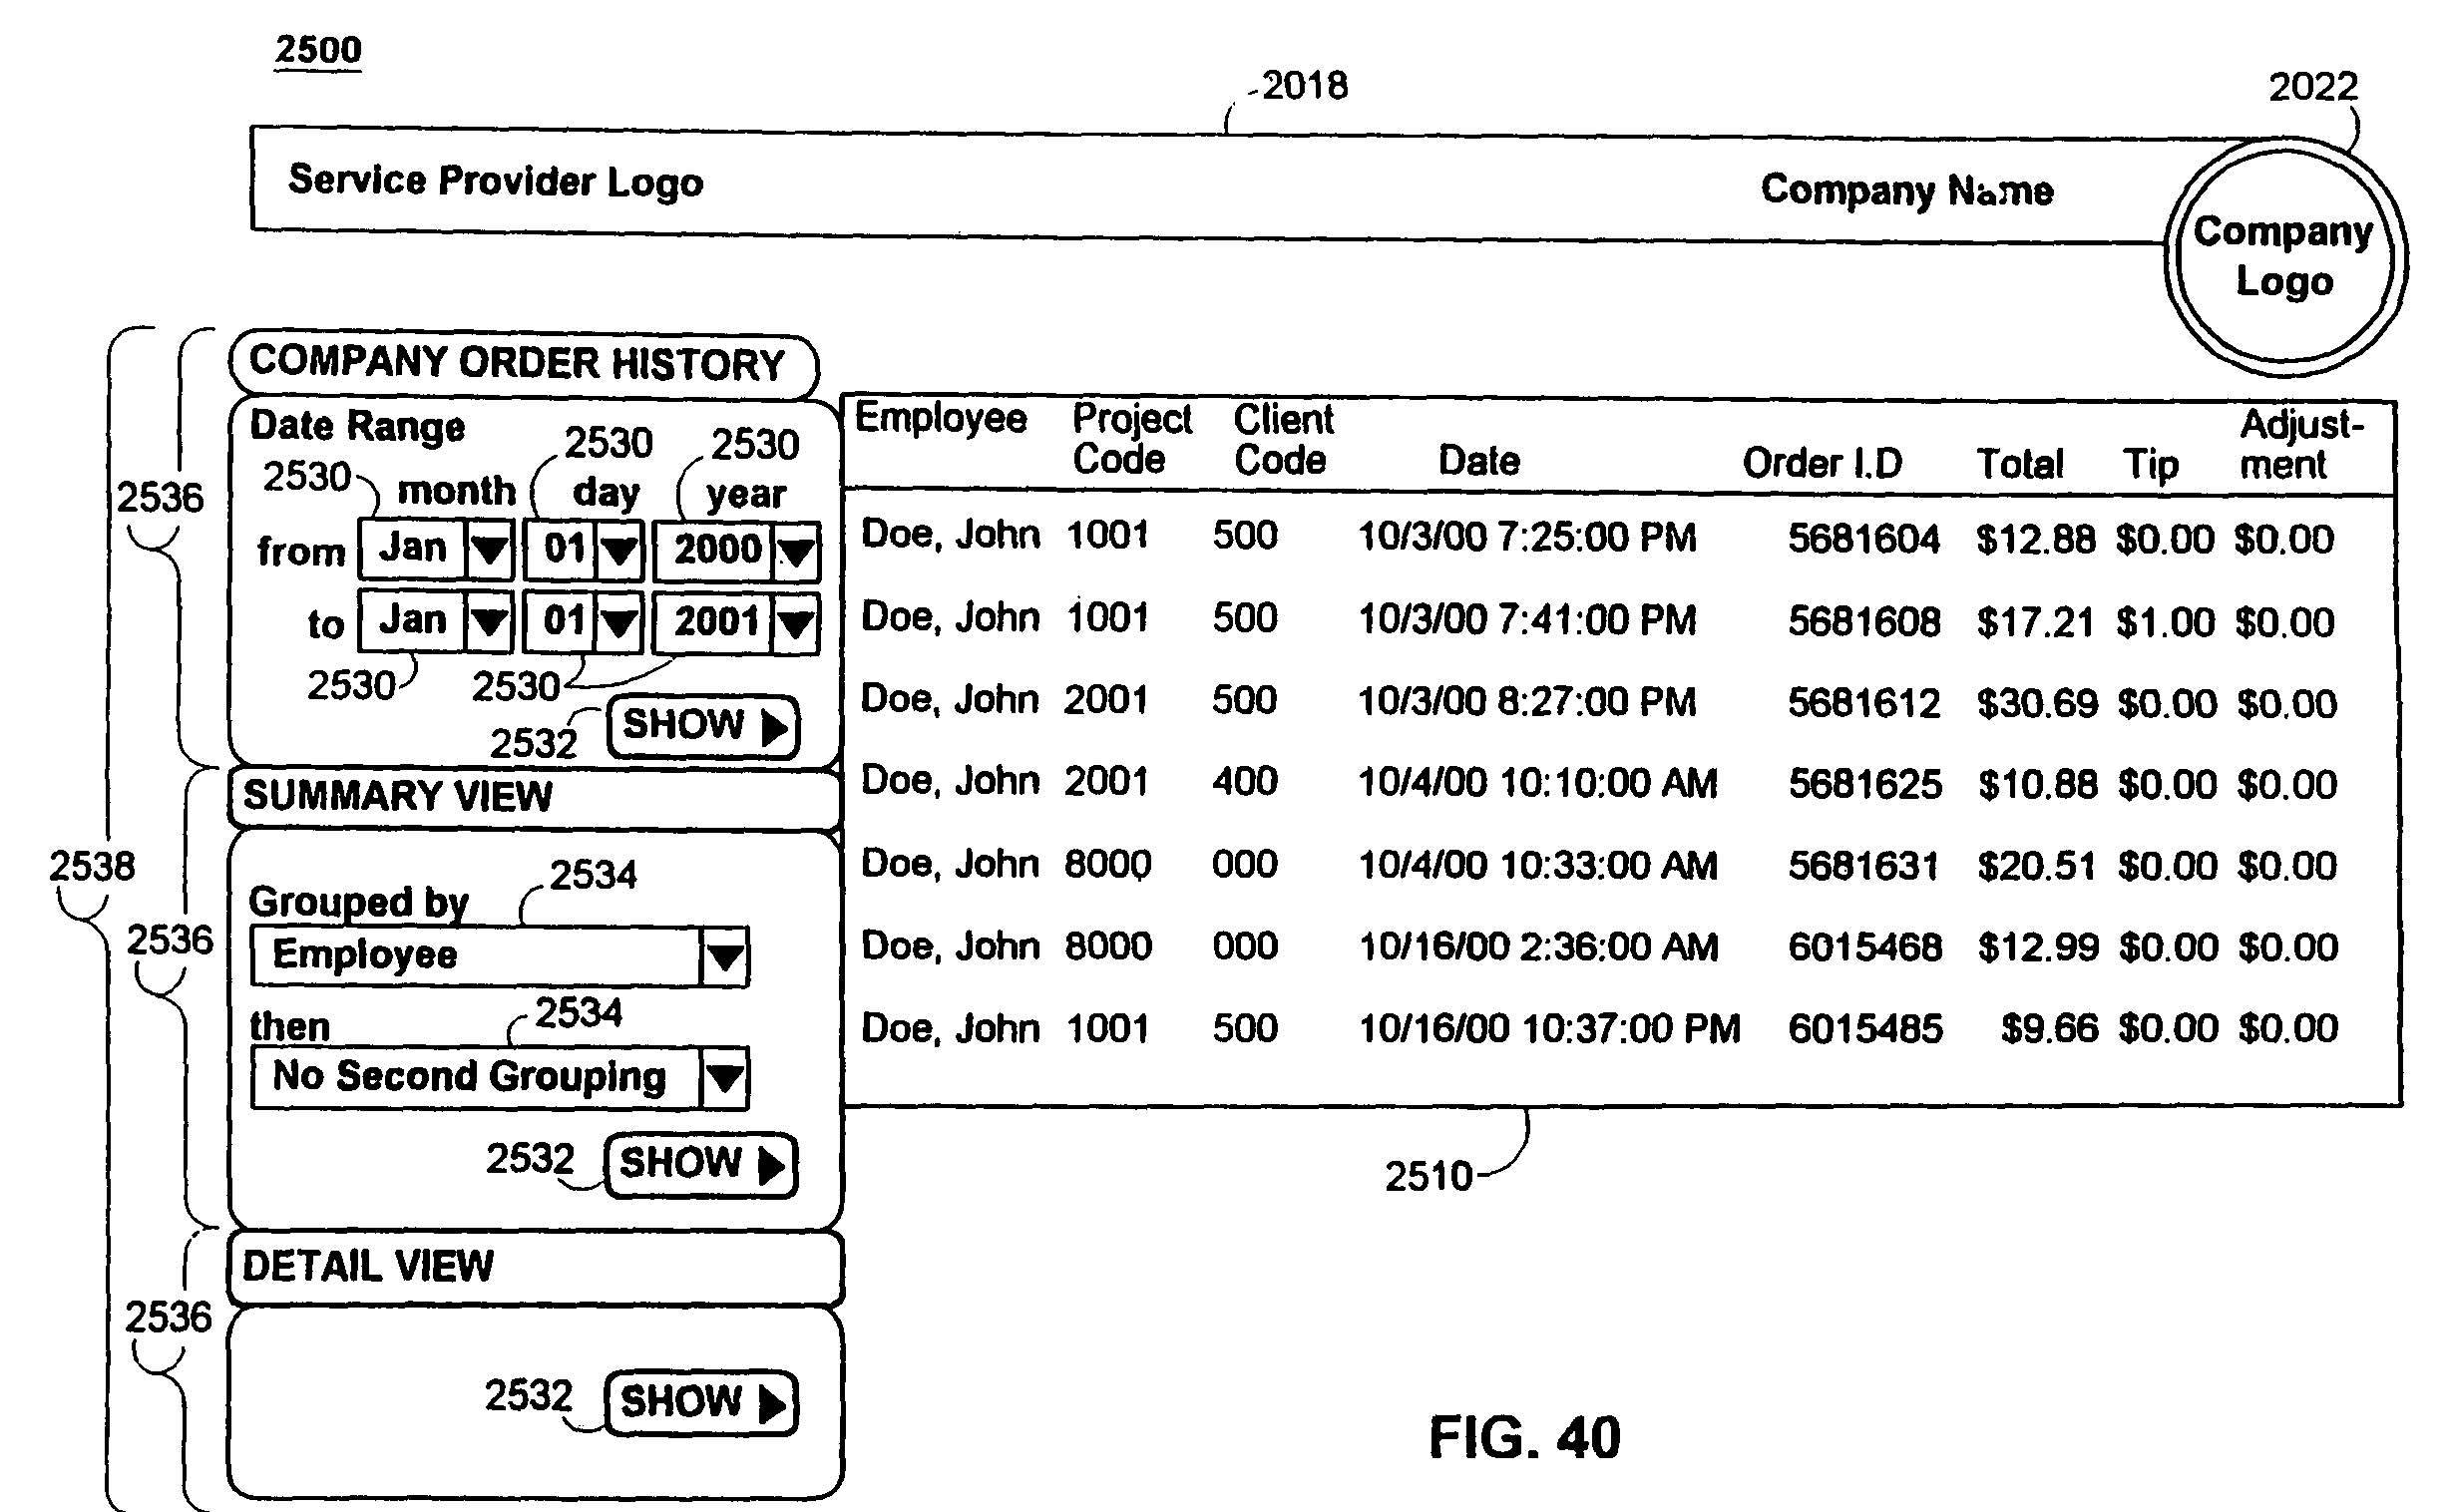 2500
2018
2022
Service Provider Logo
Company Name
Company
Logo
COMPANY ORDER HISTORY
Date Range
2530 2530 2530
month day year
from Jan 01 2000
to Jan 01 2001
2530 2530
2532 SHOW
2536
SUMMARY VIEW
2538
2536
Grouped by 2534
Employee
then 2534
No Second Grouping
2532 SHOW
DETAIL VIEW
2536
2532 SHOW
Employee Project Code Client Code Date Order I.D Total Tip Adjust-
ment
Doe, John 1001 500 10/3/00 7:25:00 PM 5681604 $12.88 $0.00 $0.00
Doe, John 1001 500 10/3/00 7:41:00 PM 5681608 $17.21 $1.00 $0.00
Doe, John 2001 500 10/3/00 8:27:00 PM 5681612 $30.69 $0.00 $0.00
Doe, John 2001 400 10/4/00 10:10:00 AM 5681625 $10.88 $0.00 $0.00
Doe, John 8000 000 10/4/00 10:33:00 AM 5681631 $20.51 $0.00 $0.00
Doe, John 8000 000 10/16/00 2:36:00 AM 6015468 $12.99 $0.00 $0.00
Doe, John 1001 500 10/16/00 10:37:00 PM 6015485 $9.66 $0.00 $0.00
2510
FIG. 40